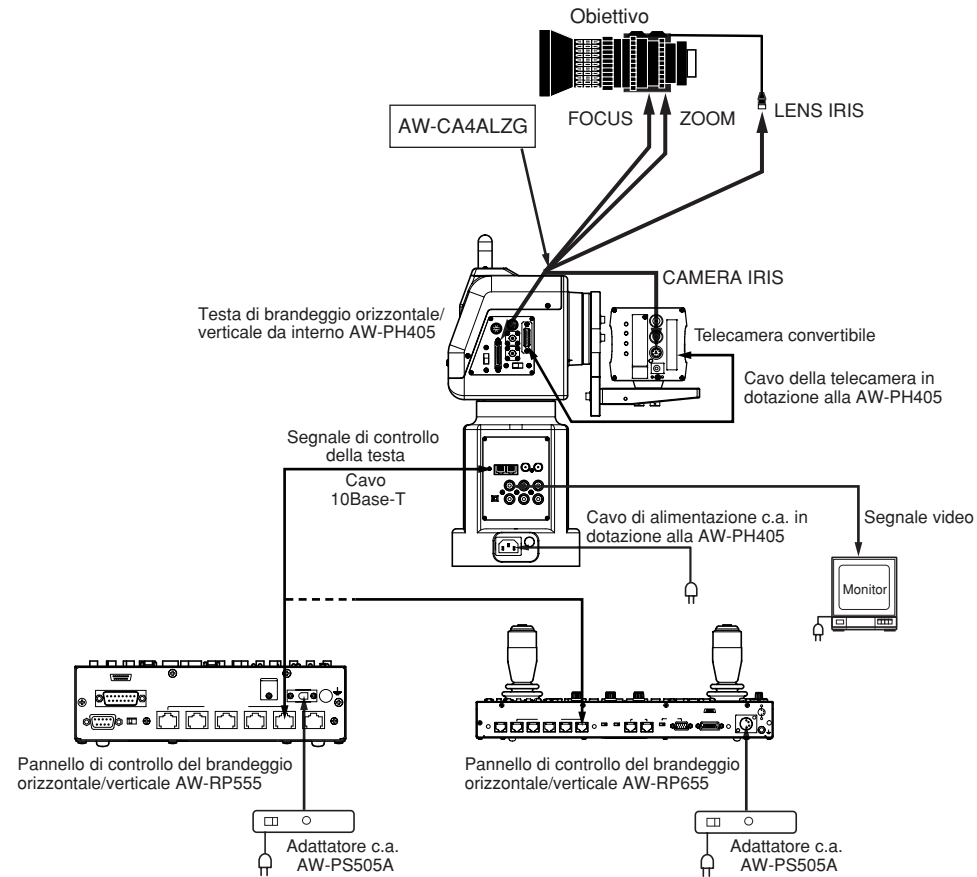 Obiettivo
AW-CA4ALZG
FOCUS
ZOOM
LENS IRIS
CAMERA IRIS
Testa di brandeggio orizzontale/
verticale da interno AW-PH405
Telecamera convertibile
Cavo della telecamera in
dotazione alla AW-PH405
Segnale di controllo
della testa
Cavo
10Base-T
Cavo di alimentazione c.a. in
dotazione alla AW-PH405
Segnale video
Monitor
Pannello di controllo del brandeggio
orizzontale/verticale AW-RP555
Pannello di controllo del brandeggio
orizzontale/verticale AW-RP655
Adattatore c.a.
AW-PS505A
Adattatore c.a.
AW-PS505A